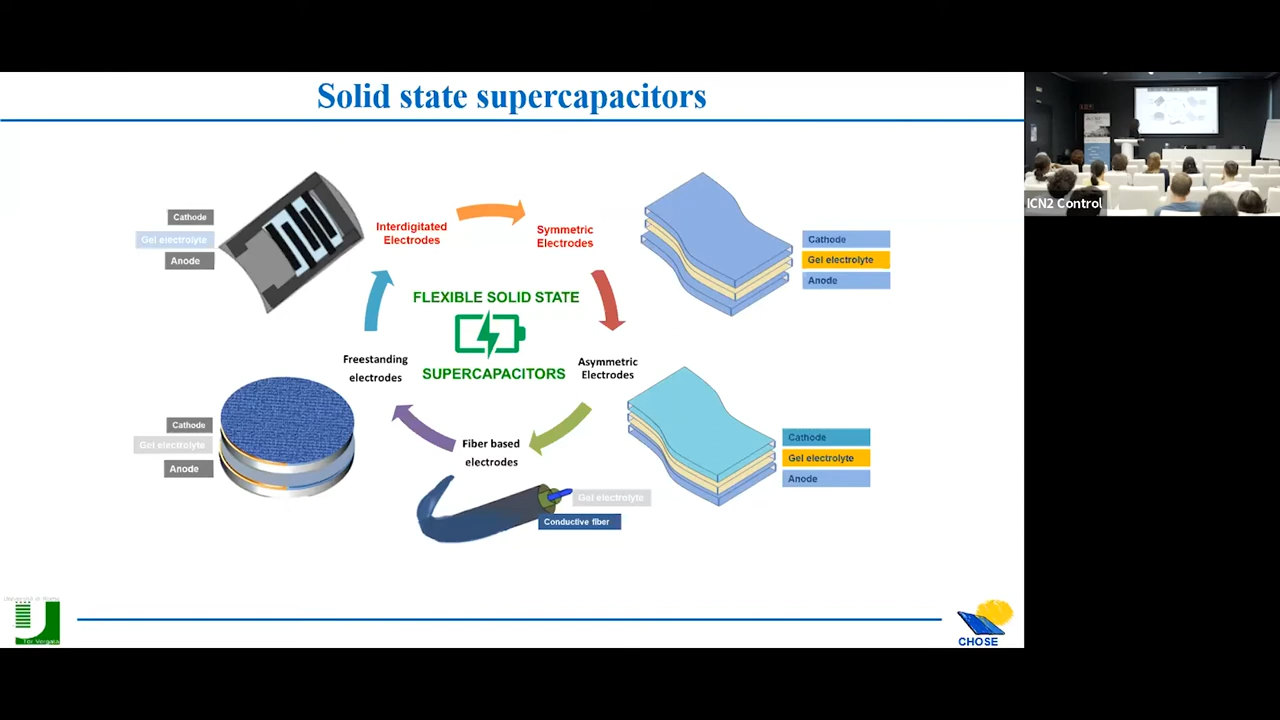 Solid state supercapacitors
Cathode
Gel electrolyte
Anode
Interdigitated
Electrodes
Symmetric
Electrodes
Cathode
Gel electrolyte
Anode
FLEXIBLE SOLID STATE
SUPERCAPACITORS
Freestanding
electrodes
Asymmetric
Electrodes
Cathode
Gel electrolyte
Anode
Fiber based
electrodes
Cathode
Gel electrolyte
Anode
Gel electrolyte
Conductive fiber
Tor Vergata
CHOSE
ICN2 Control